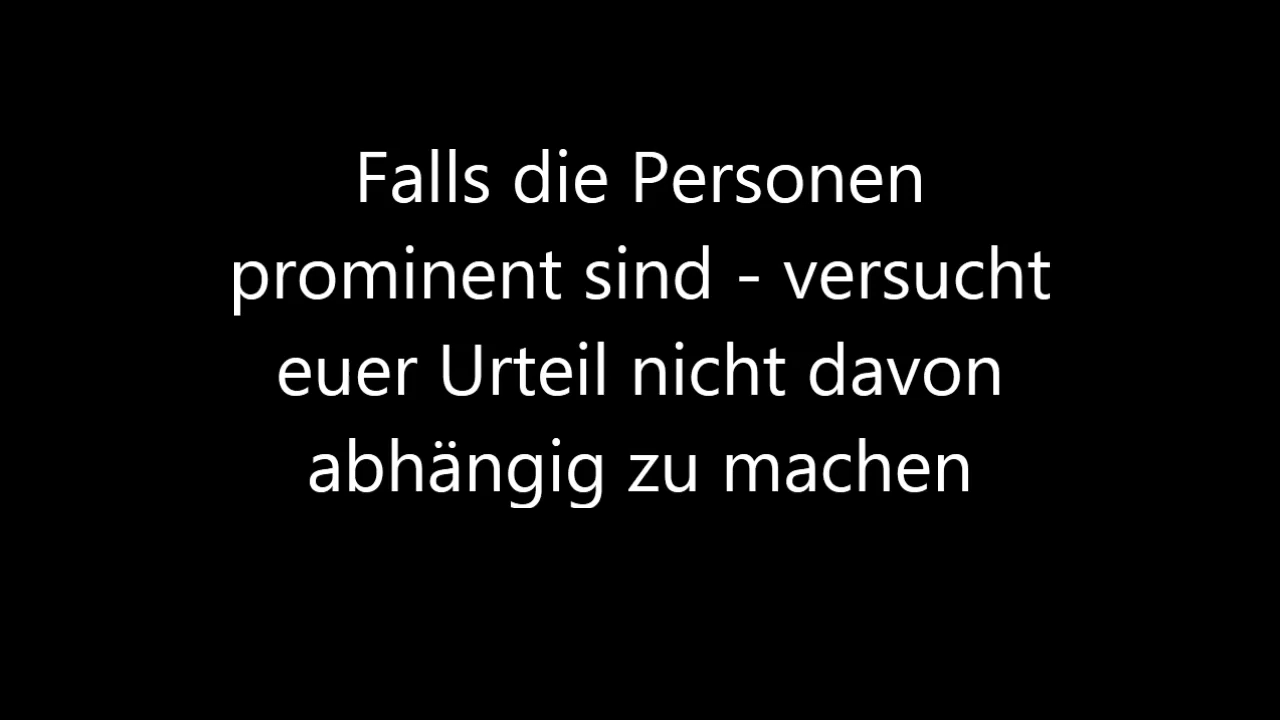 Falls die Personen
prominent sind - versucht
euer Urteil nicht davon
abhängig zu machen